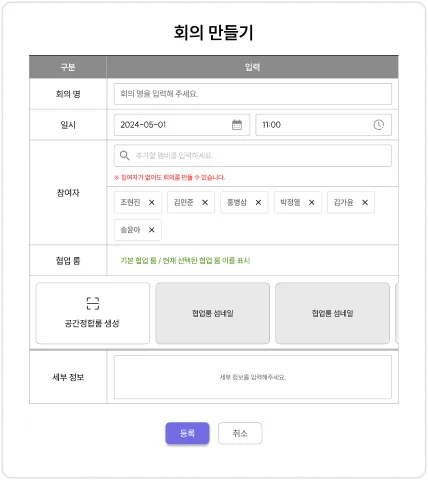 회의 만들기
구분 입력
회의 명 회의 명을 입력해 주세요.
일시 2024-05-01 11:00
참여자 추가할 멤버를 입력하세요.
※ 참여자가 없어도 회의를 만들 수 있습니다.
조현진 × 김민준 × 홍병삼 × 박정열 × 김가윤 ×
송윤아 ×
협업 룸 기본 협업 룸 / 현재 선택된 협업 룸 이름 표시
공간정합룸 생성 협업룸 섬네일 협업룸 섬네일
세부 정보 세부 정보를 입력해주세요.
등록 취소